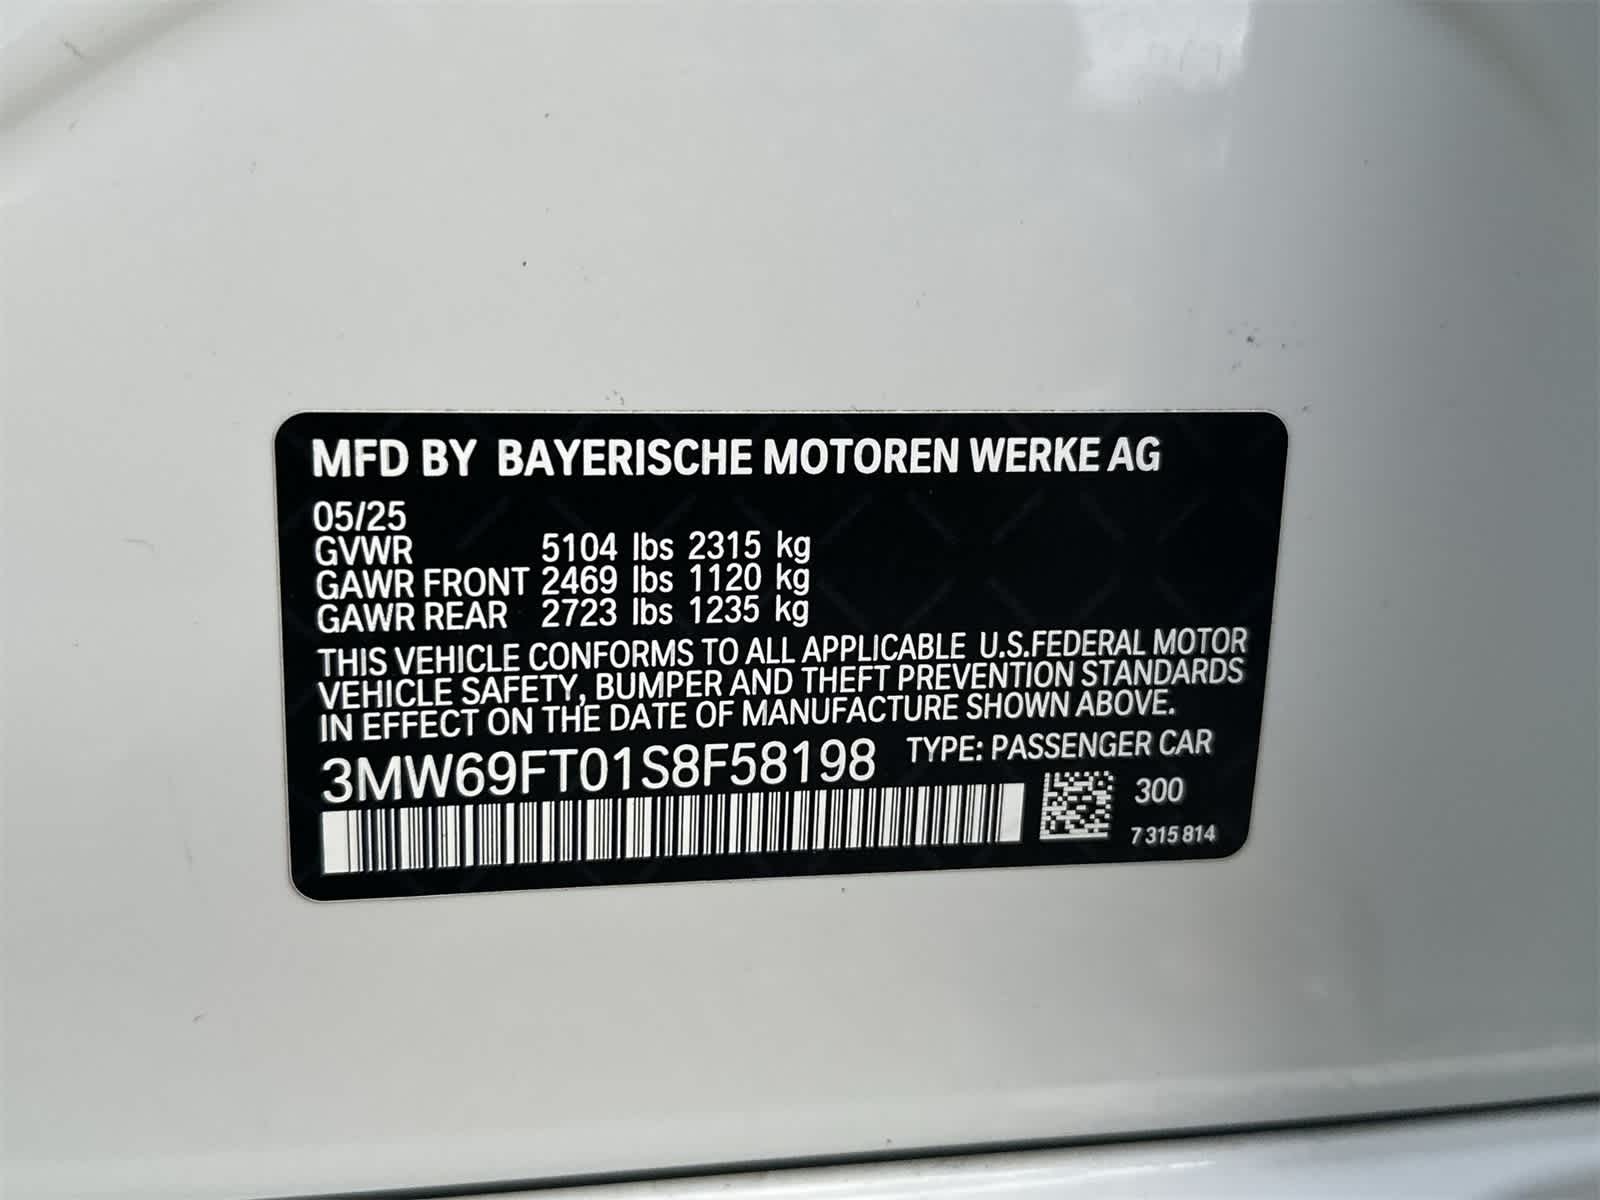 MFD BY BAYERISCHE MOTOREN WERKE AG
05/25
GVWR 5104 lbs 2315 kg
GAWR FRONT 2469 lbs 1120 kg
GAWR REAR 2723 lbs 1235 kg
THIS VEHICLE CONFORMS TO ALL APPLICABLE U.S.FEDERAL MOTOR
VEHICLE SAFETY, BUMPER AND THEFT PREVENTION STANDARDS
IN EFFECT ON THE DATE OF MANUFACTURE SHOWN ABOVE.
3MW69FT01S8F58198 TYPE: PASSENGER CAR
300
7 315 814